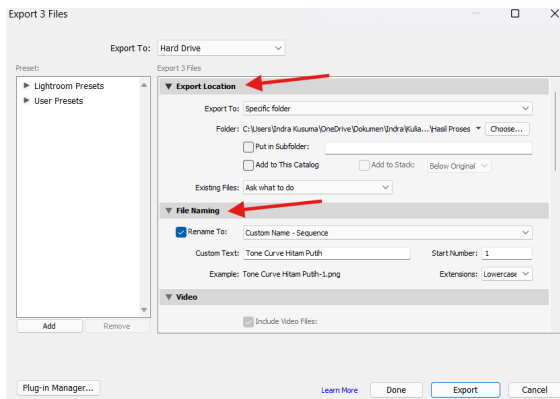 Export 3 Files
Export To: Hard Drive
Preset:
Export 3 Files
Lightroom Presets
User Presets
Add Remove
Export Location
Export To: Specific folder
Folder: C:\Users\Indra Kusuma\OneDrive\Dokumen\Indra\Kulia...\Hasil Proses Choose...
Put in Subfolder:
Add to This Catalog Add to Stack: Below Original
Existing Files: Ask what to do
File Naming
Rename To: Custom Name - Sequence
Custom Text: Tone Curve Hitam Putih Start Number: 1
Example: Tone Curve Hitam Putih-1.png Extensions: Lowercase
Video
Include Video Files:
Plug-in Manager... Learn More Done Export Cancel